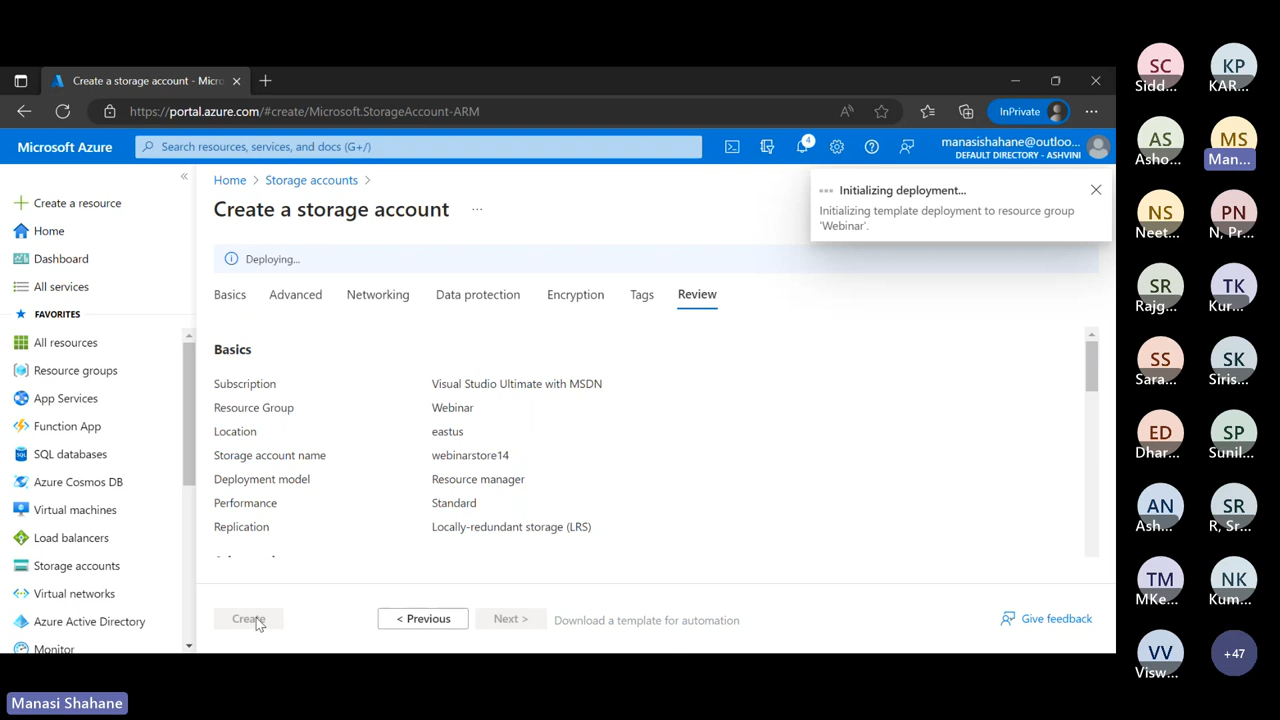 Create a storage account - Micro
https://portal.azure.com/#create/Microsoft.StorageAccount-ARM
InPrivate
Microsoft Azure
Search resources, services, and docs (G+/)
4
manasishahane@outloo...
DEFAULT DIRECTORY - ASHVINI
Create a resource
Home
Dashboard
All services
FAVORITES
All resources
Resource groups
App Services
Function App
SQL databases
Azure Cosmos DB
Virtual machines
Load balancers
Storage accounts
Virtual networks
Azure Active Directory
Monitor
Home > Storage accounts >
Create a storage account ...
Initializing deployment...
Initializing template deployment to resource group
'Webinar'.
Deploying...
Basics Advanced Networking Data protection Encryption Tags Review
Basics
Subscription Visual Studio Ultimate with MSDN
Resource Group Webinar
Location eastus
Storage account name webinarstore14
Deployment model Resource manager
Performance Standard
Replication Locally-redundant storage (LRS)
Create < Previous Next > Download a template for automation Give feedback
SC KP
Sidd... KAR...
AS MS
Asho... Man...
NS PN
Neet... N, Pr...
SR TK
Rajg... Kur...
SS SK
Sara... Siris...
ED SP
Dhar... Sunil...
AN SR
Ash... R, Sr...
TM NK
MKe... Kum...
VV +47
Visw...
Manasi Shahane